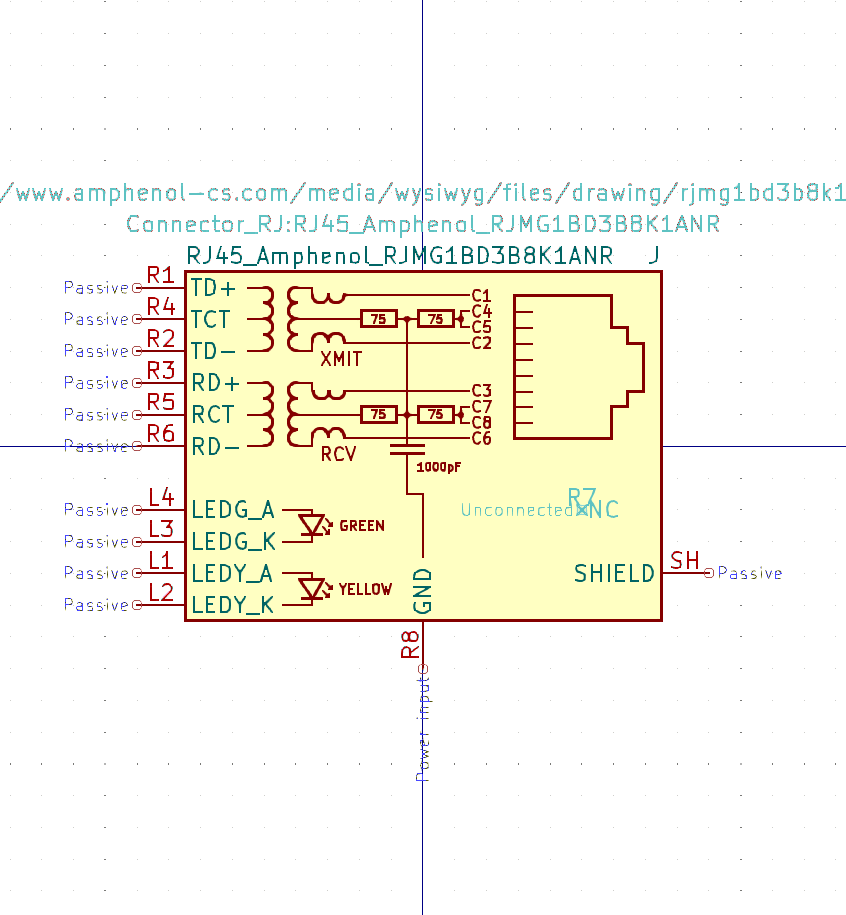 /www.amphenol-cs.com/media/wysiwyg/files/drawing/rjmg1bd3b8k1
Connector_RJ:RJ45_Amphenol_RJMG1BD3B8K1ANR
RJ45_Amphenol_RJMG1BD3B8K1ANR J
Passive R1 TD+ C1
C4
Passive R4 TCT 75 75
C5
Passive R2 TD- C2
XMIT
Passive R3 RD+ C3
C7
Passive R5 RCT 75 75
C8
Passive R6 RD- C6
RCV
1000pF
Passive L4 LEDG_A Unconnected R7 NC
GREEN
Passive L3 LEDG_K
Passive L1 LEDY_A SHIELD SH Passive
YELLOW
Passive L2 LEDY_K
GND
R8
Power input